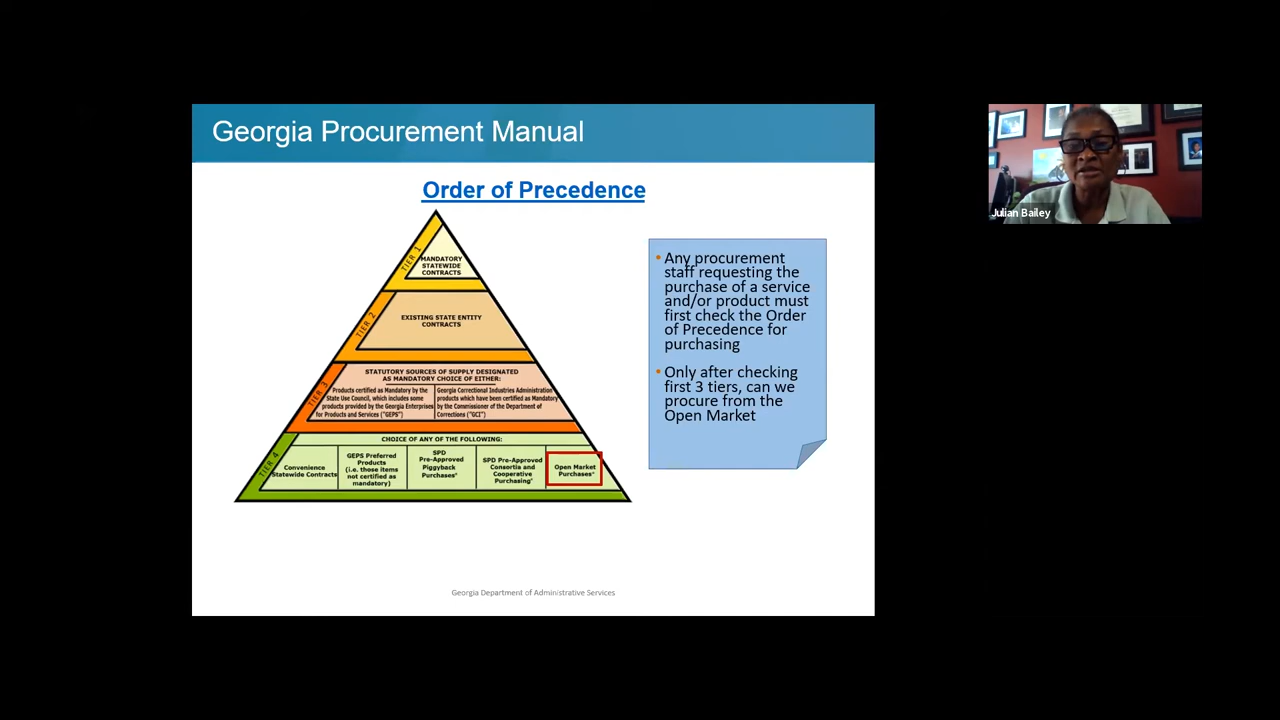 Georgia Procurement Manual
Order of Precedence
TIER 1
MANDATORY
STATEWIDE
CONTRACTS
TIER 2
EXISTING STATE ENTITY
CONTRACTS
TIER 3
STATUTORY SOURCES OF SUPPLY DESIGNATED
AS MANDATORY CHOICE OF EITHER:
Products certified as Mandatory by the
State Use Council, which includes some
products provided by the Georgia Enterprises
for Products and Services ("GEPS")
Georgia Correctional Industries Administration
products which have been certified as Mandatory
by the Commissioner of the Department of
Corrections ("GCI")
TIER 4
CHOICE OF ANY OF THE FOLLOWING:
Convenience
Statewide Contracts
GEPS Preferred
Products
(i.e. those items
not certified as
mandatory)
SPD
Pre-Approved
Piggyback
Purchases*
SPD Pre-Approved
Consortia and
Cooperative
Purchasing*
Open Market
Purchases*
• Any procurement
staff requesting the
purchase of a service
and/or product must
first check the Order
of Precedence for
purchasing
• Only after checking
first 3 tiers, can we
procure from the
Open Market
Georgia Department of Administrative Services
Julian Bailey